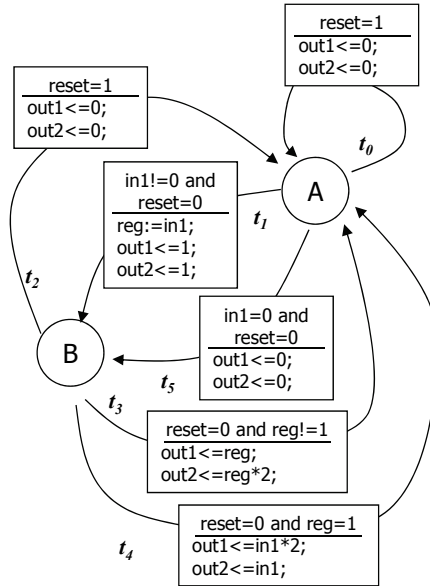 reset=1
out1<=0;
out2<=0;
t0
reset=1
out1<=0;
out2<=0;
in1!=0 and
reset=0
reg:=in1;
out1<=1;
out2<=1;
t1
A
t2
in1=0 and
reset=0
out1<=0;
out2<=0;
B
t5
t3
reset=0 and reg!=1
out1<=reg;
out2<=reg*2;
reset=0 and reg=1
out1<=in1*2;
out2<=in1;
t4